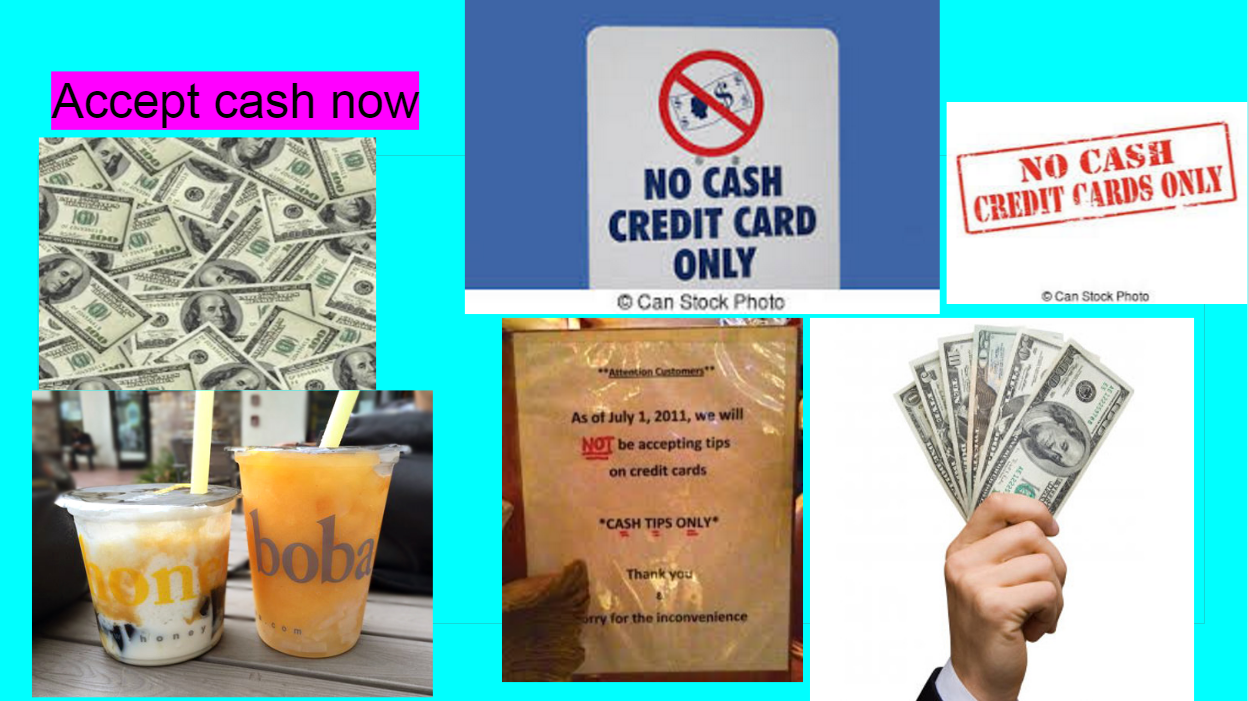 Accept cash now
NO CASH
CREDIT CARD
ONLY
© Can Stock Photo
NO CASH
CREDIT CARDS ONLY
© Can Stock Photo
**Attention Customers**
As of July 1, 2011, we will
NOT be accepting tips
on credit cards
*CASH TIPS ONLY*
Thank you
&
orry for the inconvenience
hone
boba
honey
.com